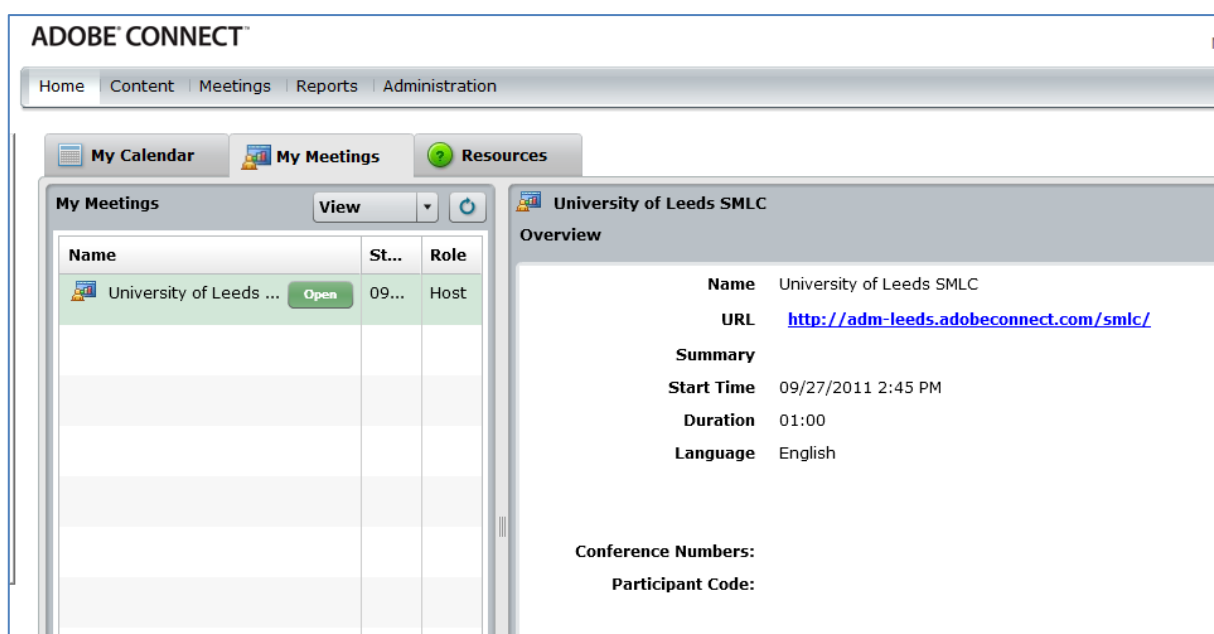 ADOBE® CONNECT™
Home Content Meetings Reports Administration
My Calendar My Meetings Resources
My Meetings View
Name St... Role
University of Leeds ... Open 09... Host
University of Leeds SMLC
Overview
Name University of Leeds SMLC
URL http://adm-leeds.adobeconnect.com/smlc/
Summary
Start Time 09/27/2011 2:45 PM
Duration 01:00
Language English
Conference Numbers:
Participant Code: